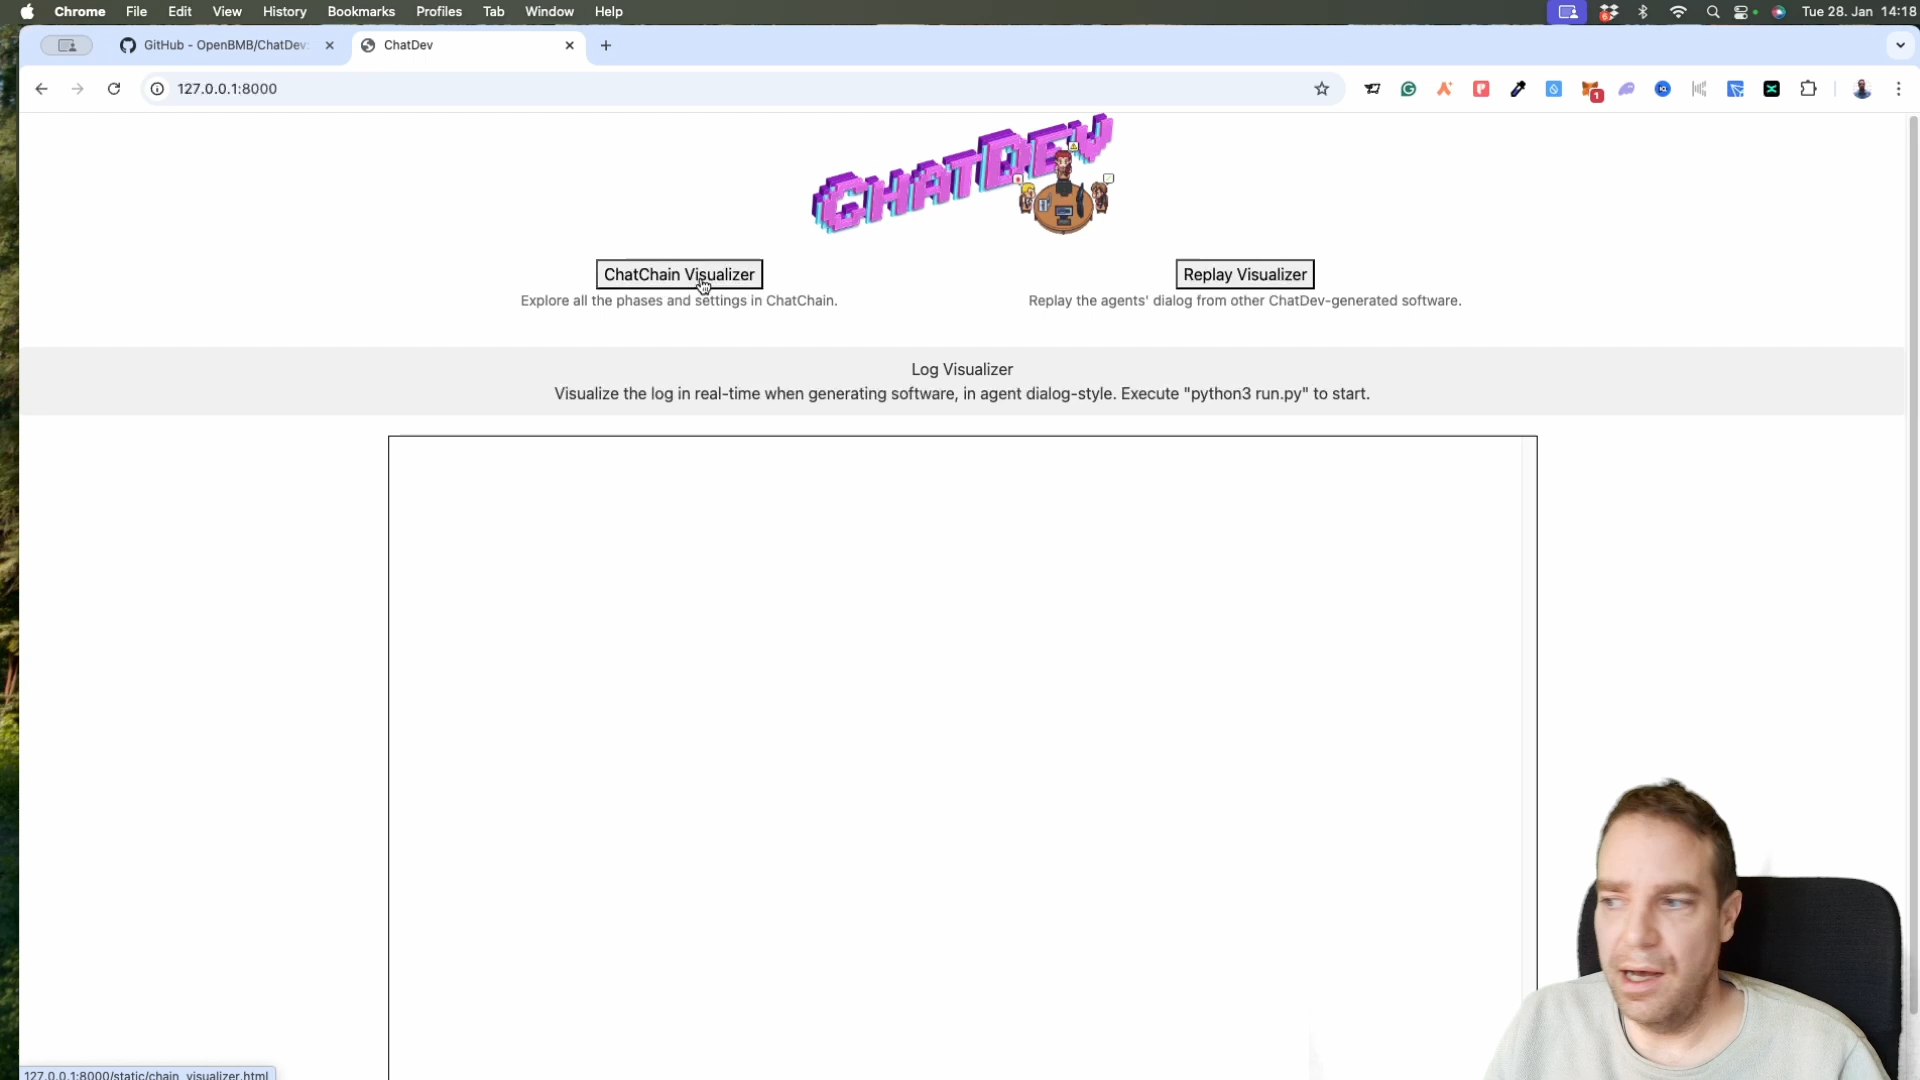 Chrome File Edit View History Bookmarks Profiles Tab Window Help Tue 28. Jan 14:18
GitHub - OpenBMB/ChatDev: ChatDev
127.0.0.1:8000
1
CHATDEV
ChatChain Visualizer
Explore all the phases and settings in ChatChain.
Replay Visualizer
Replay the agents' dialog from other ChatDev-generated software.
Log Visualizer
Visualize the log in real-time when generating software, in agent dialog-style. Execute "python3 run.py" to start.
127.0.0.1:8000/static/chain_visualizer.html